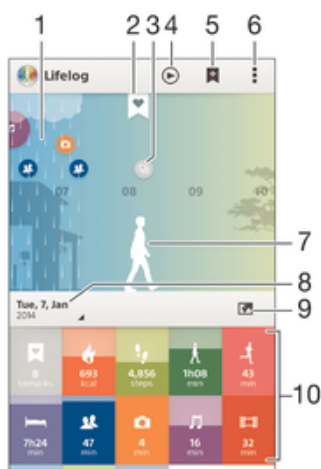 1 2 3 4 5 6
Lifelog
07 08 09 10
7
Tue, 7, Jan
8
2014
9
8 693 4,856 1h08 43
bkmarks kcal steps min min
10
7h24 47 4 16 32
min min min min min